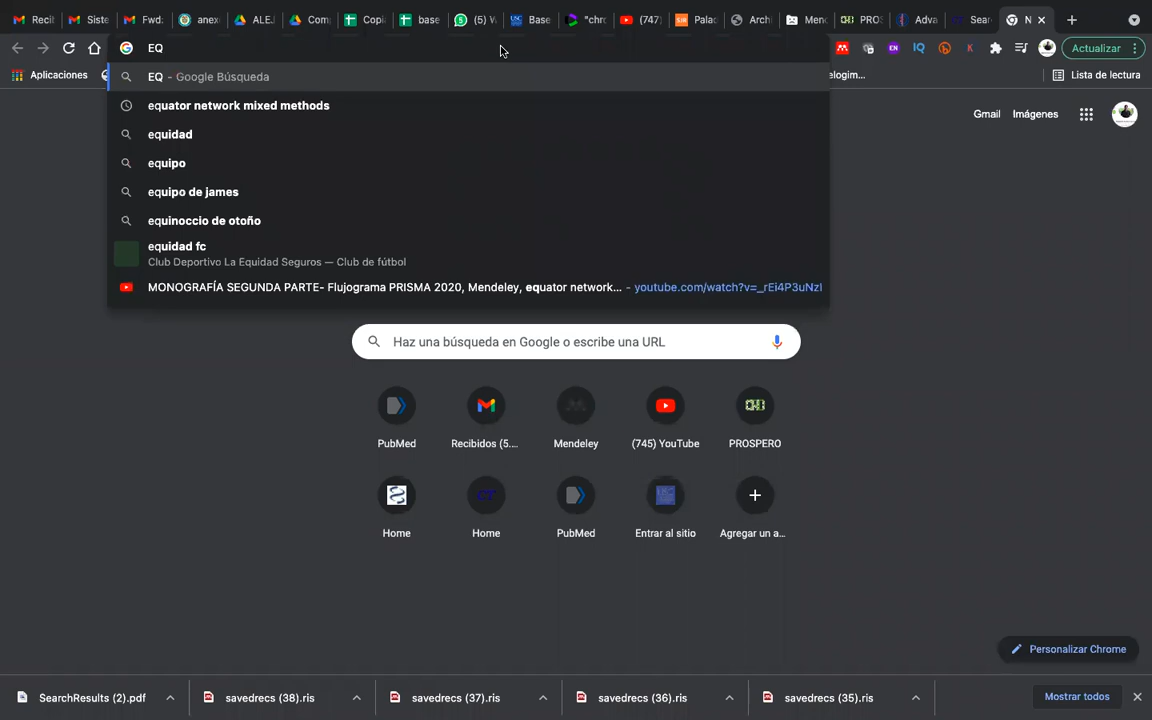 Recit
Siste
Fwd:
anex
ALEJ
Com
Copi
base
(5) W
Base
"chr
(747
Palac
Archi
Menc
PROS
Adva
Sear
N
EQ
Actualizar
EQ - Google Búsqueda
Aplicaciones
elogim...
Lista de lectura
equator network mixed methods
Gmail Imágenes
equidad
equipo
equipo de james
equinoccio de otoño
equidad fc
Club Deportivo La Equidad Seguros — Club de fútbol
MONOGRAFÍA SEGUNDA PARTE- Flujograma PRISMA 2020, Mendeley, equator network... - youtube.com/watch?v=_rEi4P3uNzI
Haz una búsqueda en Google o escribe una URL
PubMed
Recibidos (5....
Mendeley
(745) YouTube
PROSPERO
Home
Home
PubMed
Entrar al sitio
Agregar un a...
Personalizar Chrome
SearchResults (2).pdf
savedrecs (38).ris
savedrecs (37).ris
savedrecs (36).ris
savedrecs (35).ris
Mostrar todos